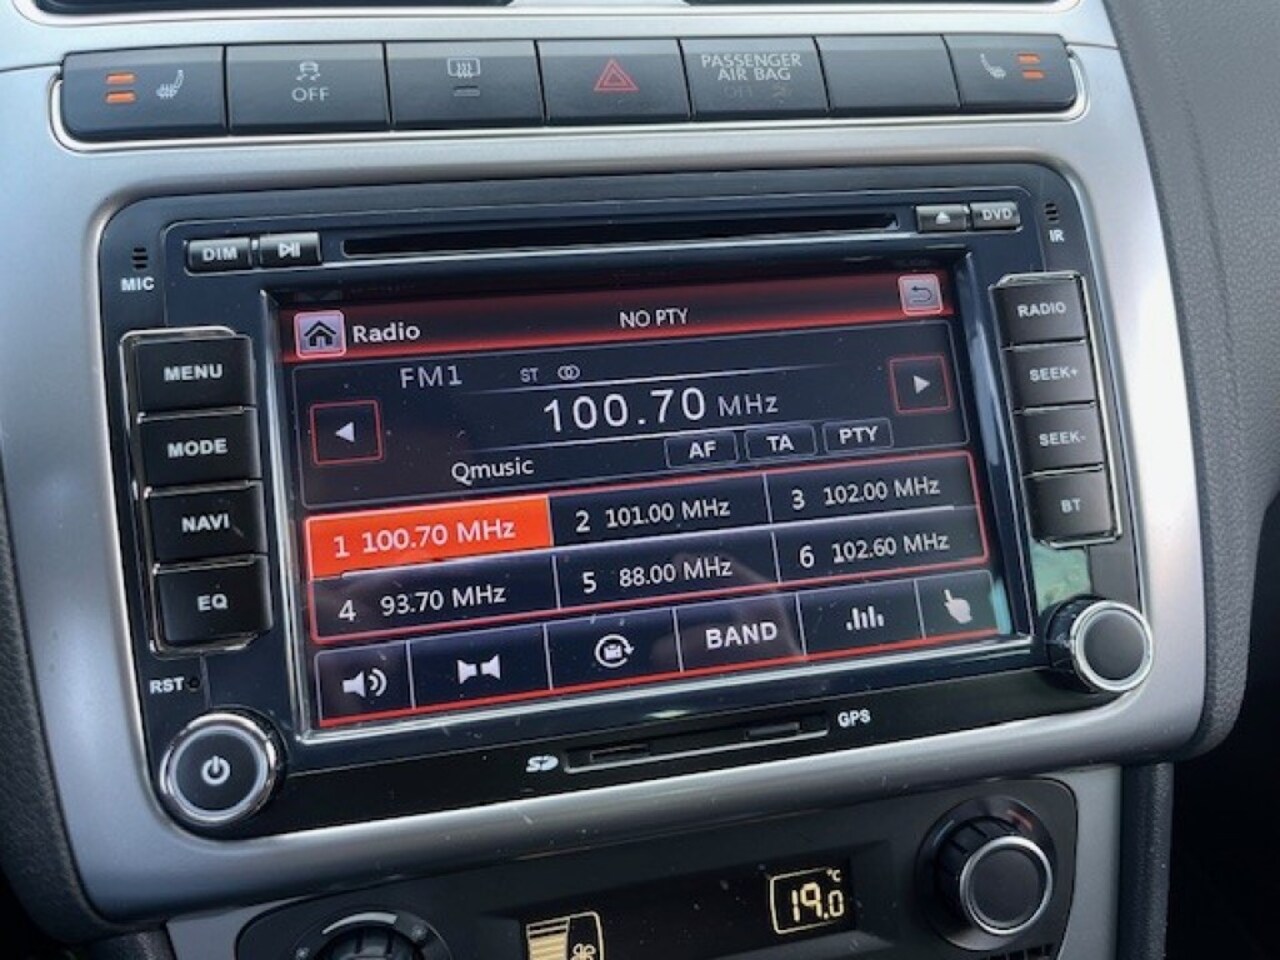 OFF
PASSENGER
AIR BAG
DIM
DVD
MIC
IR
MENU
MODE
NAVI
EQ
RST
Radio
NO PTY
FM1 ST
100.70 MHz
Qmusic
AF TA PTY
1 100.70 MHz 2 101.00 MHz 3 102.00 MHz
4 93.70 MHz 5 88.00 MHz 6 102.60 MHz
BAND
RADIO
SEEK+
SEEK-
BT
SD
GPS
19.0 °C